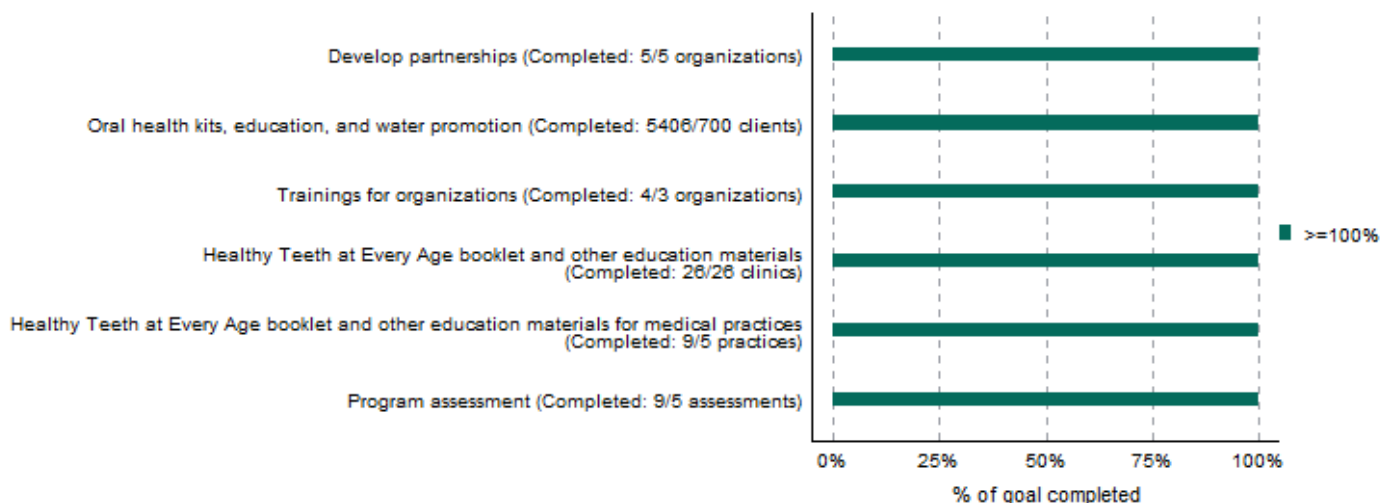 Develop partnerships (Completed: 5/5 organizations)
Oral health kits, education, and water promotion (Completed: 5406/700 clients)
Trainings for organizations (Completed: 4/3 organizations)
Healthy Teeth at Every Age booklet and other education materials
(Completed: 26/26 clinics)
Healthy Teeth at Every Age booklet and other education materials for medical practices
(Completed: 9/5 practices)
Program assessment (Completed: 9/5 assessments)
>=100%
0% 25% 50% 75% 100%
% of goal completed